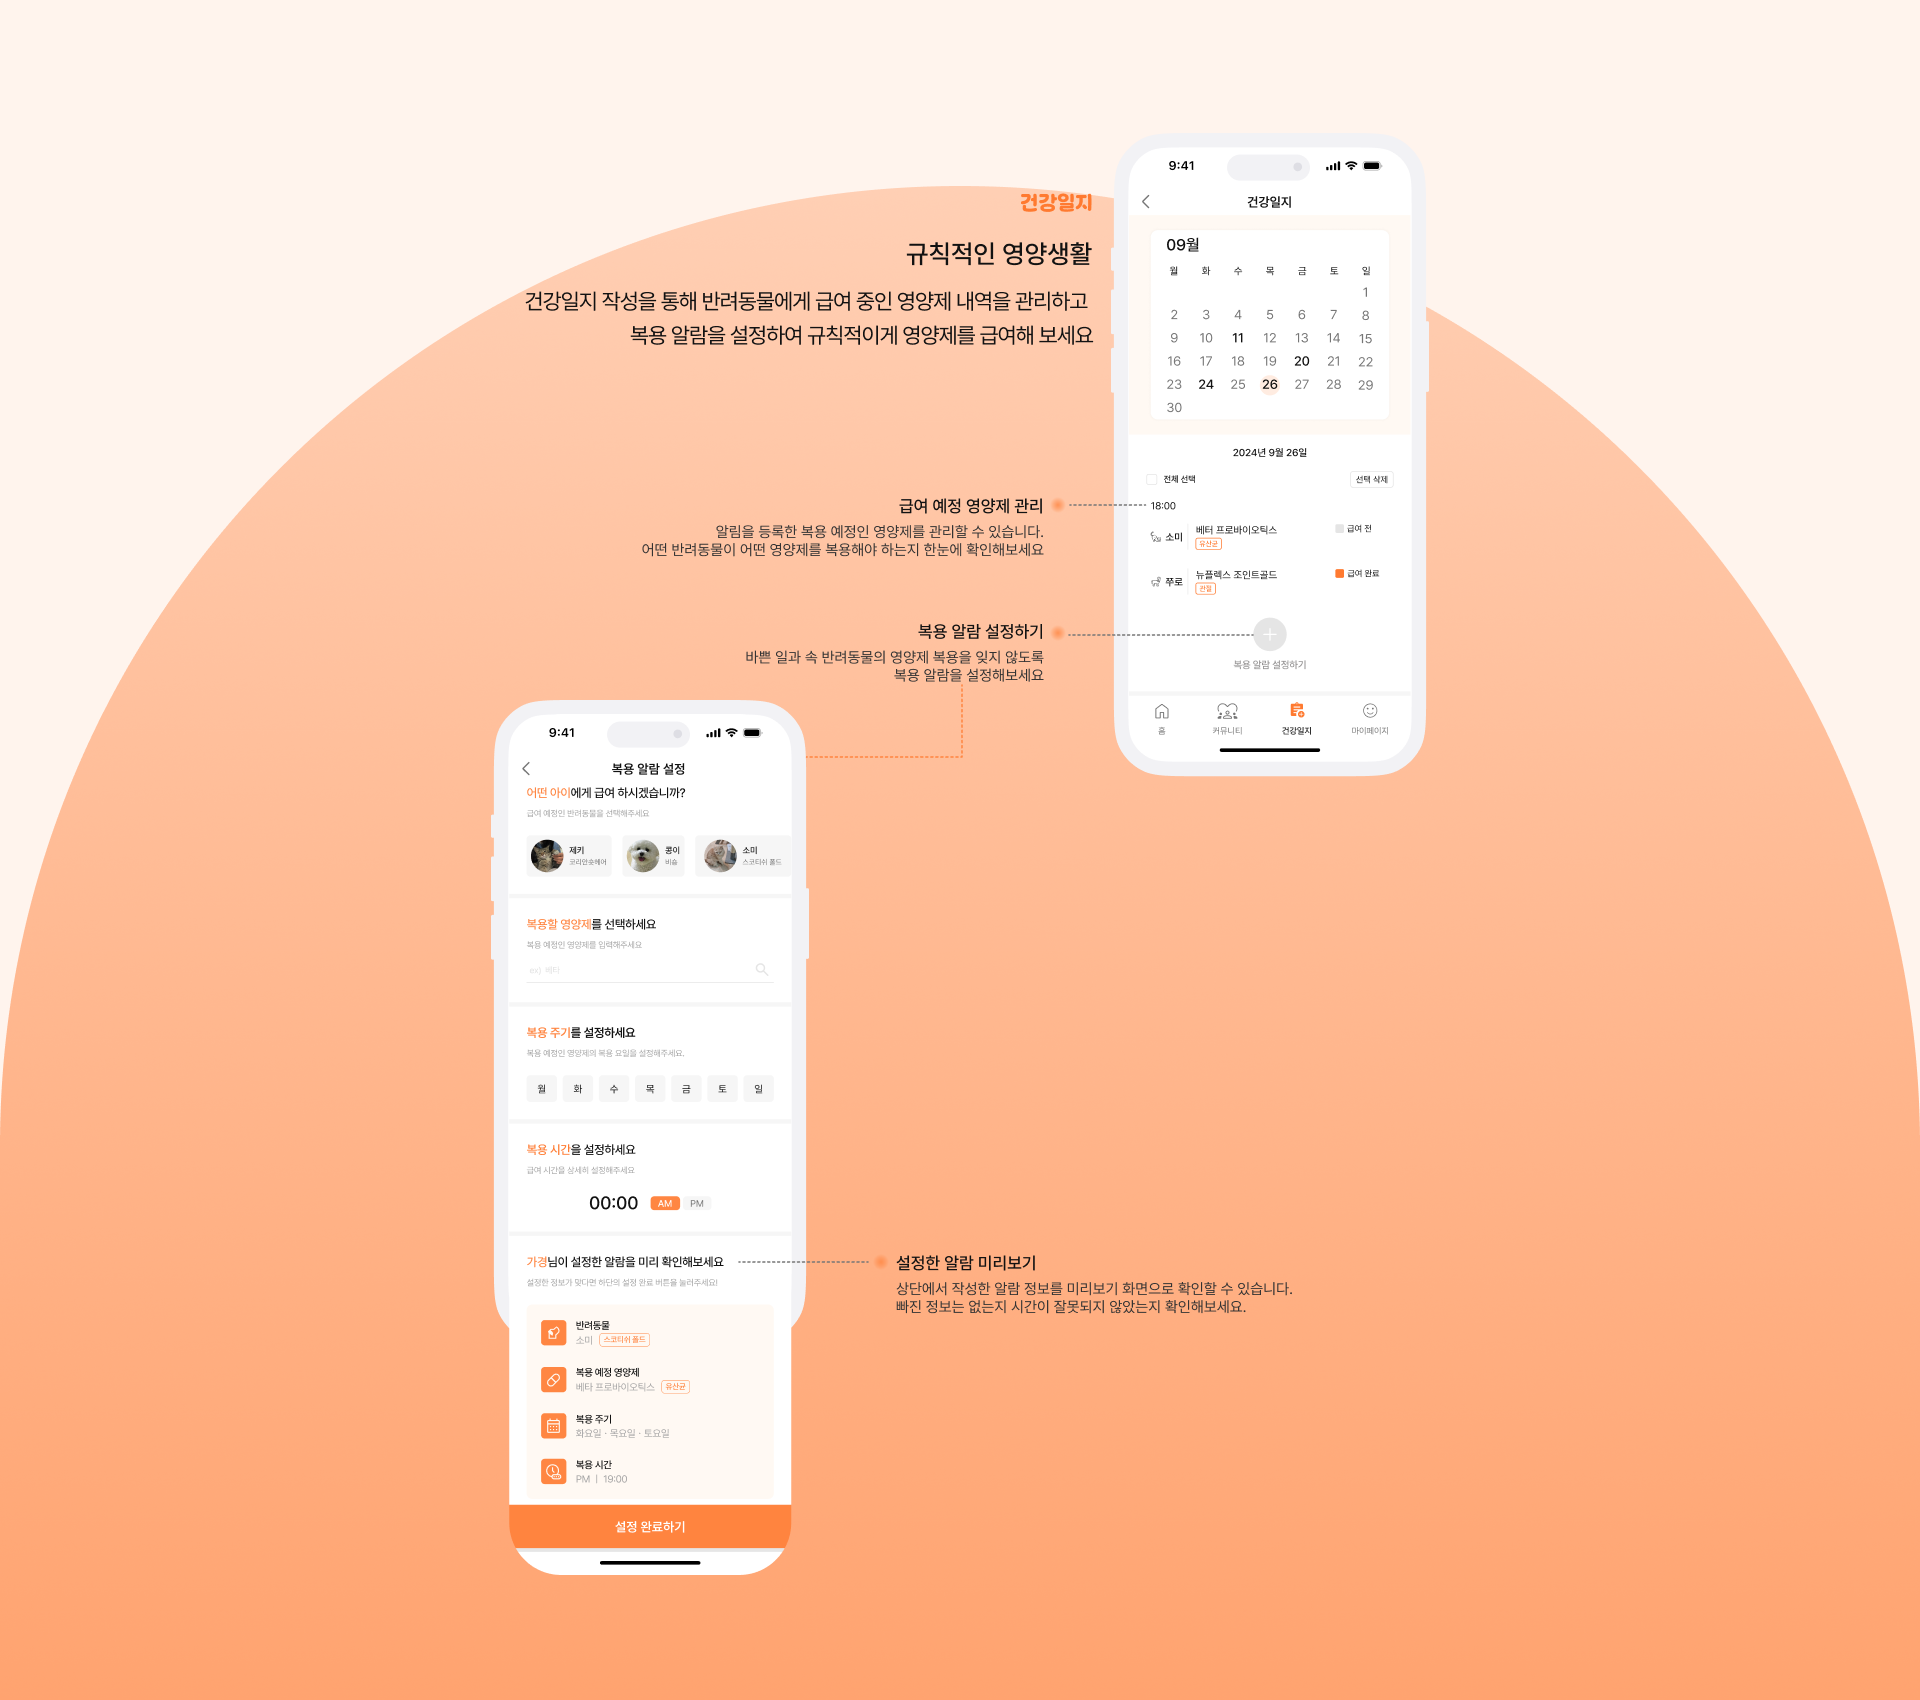 건강일지
규칙적인 영양생활
건강일지 작성을 통해 반려동물에게 급여 중인 영양제 내역을 관리하고
복용 알람을 설정하여 규칙적이게 영양제를 급여해 보세요
급여 예정 영양제 관리
알림을 등록한 복용 예정인 영양제를 관리할 수 있습니다.
어떤 반려동물이 어떤 영양제를 복용해야 하는지 한눈에 확인해보세요
복용 알람 설정하기
바쁜 일과 속 반려동물의 영양제 복용을 잊지 않도록
복용 알람을 설정해보세요
9:41
건강일지
09월
월 화 수 목 금 토 일
1
2 3 4 5 6 7 8
9 10 11 12 13 14 15
16 17 18 19 20 21 22
23 24 25 26 27 28 29
30
2024년 9월 26일
전체 선택 선택 삭제
18:00
소미 베터 프로바이오틱스 급여 전
유산균
쭈로 뉴플렉스 조인트골드 급여 완료
관절
복용 알람 설정하기
홈 커뮤니티 건강일지 마이페이지
9:41
복용 알람 설정
어떤 아이에게 급여 하시겠습니까?
급여 예정인 반려동물을 선택해주세요
제키 콩이 소미
코리안숏헤어 비숑 스코티쉬 폴드
복용할 영양제를 선택하세요
복용 예정인 영양제를 입력해주세요
ex) 베터
복용 주기를 설정하세요
복용 예정인 영양제의 복용 요일을 설정해주세요.
월 화 수 목 금 토 일
복용 시간을 설정하세요
급여 시간을 상세히 설정해주세요
00:00 AM PM
가경님이 설정한 알람을 미리 확인해보세요
설정한 정보가 맞다면 하단의 설정 완료 버튼을 눌러주세요!
반려동물
소미 스코티쉬 폴드
복용 예정 영양제
베타 프로바이오틱스 유산균
복용 주기
화요일 · 목요일 · 토요일
복용 시간
PM | 19:00
설정 완료하기
설정한 알람 미리보기
상단에서 작성한 알람 정보를 미리보기 화면으로 확인할 수 있습니다.
빠진 정보는 없는지 시간이 잘못되지 않았는지 확인해보세요.